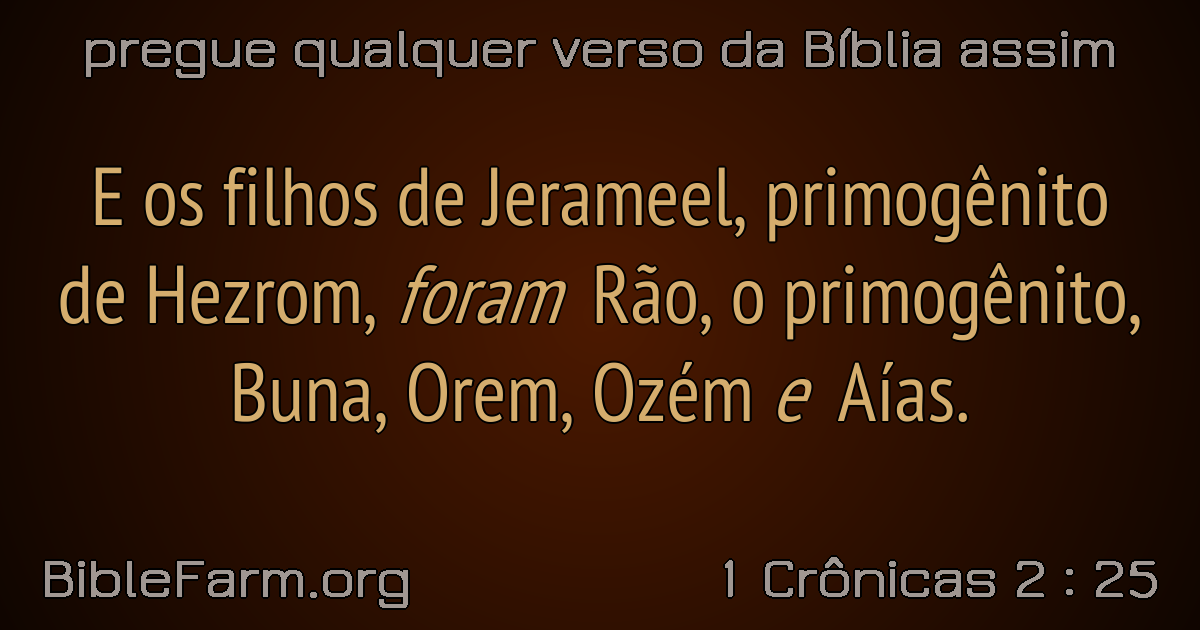 pregue qualquer verso da Bíblia assim
E os filhos de Jerameel, primogênito
de Hezrom, foram Rão, o primogênito,
Buna, Orem, Ozém e Aías.
BibleFarm.org 1 Crônicas 2 : 25